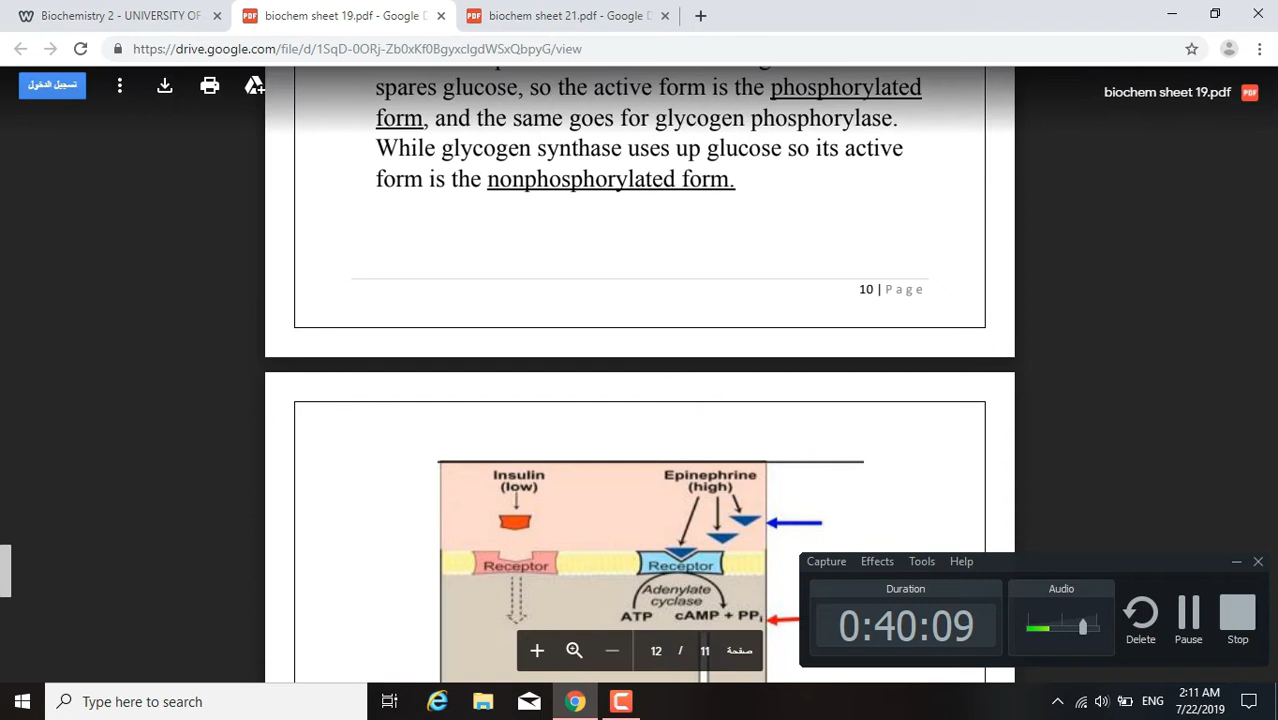 Biochemistry 2 - UNIVERSITY OF
biochem sheet 19.pdf - Google D
biochem sheet 21.pdf - Google D
https://drive.google.com/file/d/1SqD-0ORj-Zb0xKf0BgyxclgdWSxQbpyG/view
تسجيل الدخول
biochem sheet 19.pdf
PDF
spares glucose, so the active form is the phosphorylated
form, and the same goes for glycogen phosphorylase.
While glycogen synthase uses up glucose so its active
form is the nonphosphorylated form.
10 | Page
Insulin
(low)
Epinephrine
(high)
Receptor
Receptor
Adenylate
cyclase
ATP
cAMP + PPi
12 / 11 صفحة
Capture
Effects
Tools
Help
Duration
Audio
0:40:09
Delete
Pause
Stop
Type here to search
ENG
2:11 AM
7/22/2019